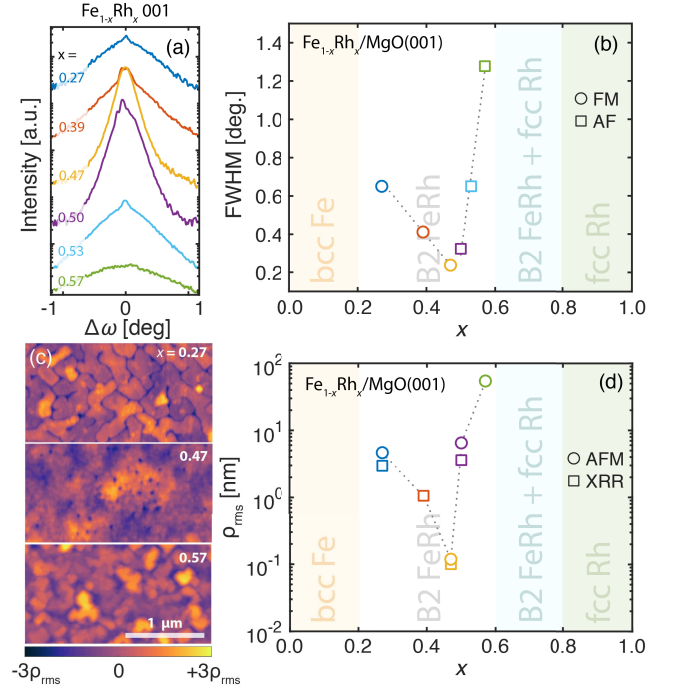 Fe1-xRhx 001
(a)
x =
0.27
0.39
0.47
0.50
0.53
0.57
Intensity [a.u.]
-1 0 1
Δω [deg]
(b)
Fe1-xRhx/MgO(001)
FM
AF
bcc Fe
B2 FeRh
B2 FeRh + fcc Rh
fcc Rh
FWHM [deg.]
1.4
1.2
1.0
0.8
0.6
0.4
0.2
0.0 0.2 0.4 0.6 0.8 1.0
x
(c)
x = 0.27
0.47
0.57
1 μm
-3ρrms 0 +3ρrms
(d)
Fe1-xRhx/MgO(001)
AFM
XRR
bcc Fe
B2 FeRh
B2 FeRh + fcc Rh
fcc Rh
ρrms [nm]
10^2
10^1
10^0
10^-1
10^-2
0.0 0.2 0.4 0.6 0.8 1.0
x